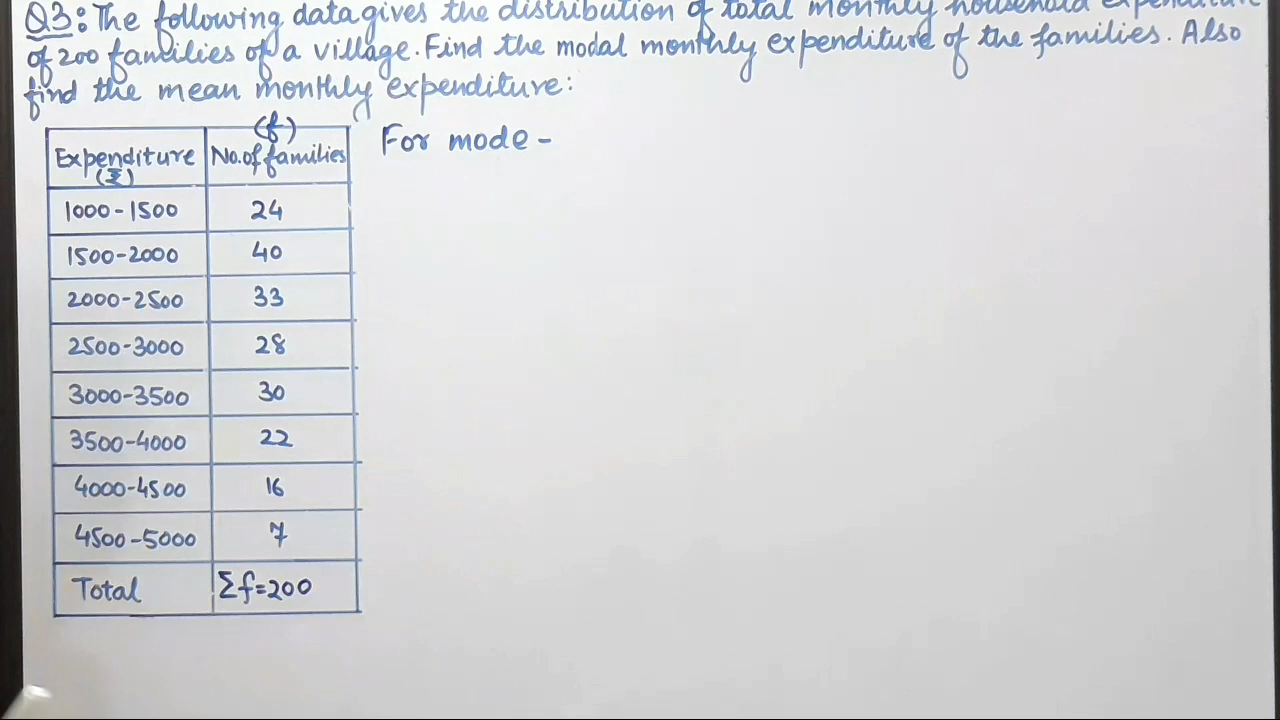 Q3: The following data gives the distribution of total monthly household expenditure
of 200 families of a village. Find the modal monthly expenditure of the families. Also
find the mean monthly expenditure:
Expenditure (₹) No. of families (f)
1000-1500 24
1500-2000 40
2000-2500 33
2500-3000 28
3000-3500 30
3500-4000 22
4000-4500 16
4500-5000 7
Total Σf=200
For mode -